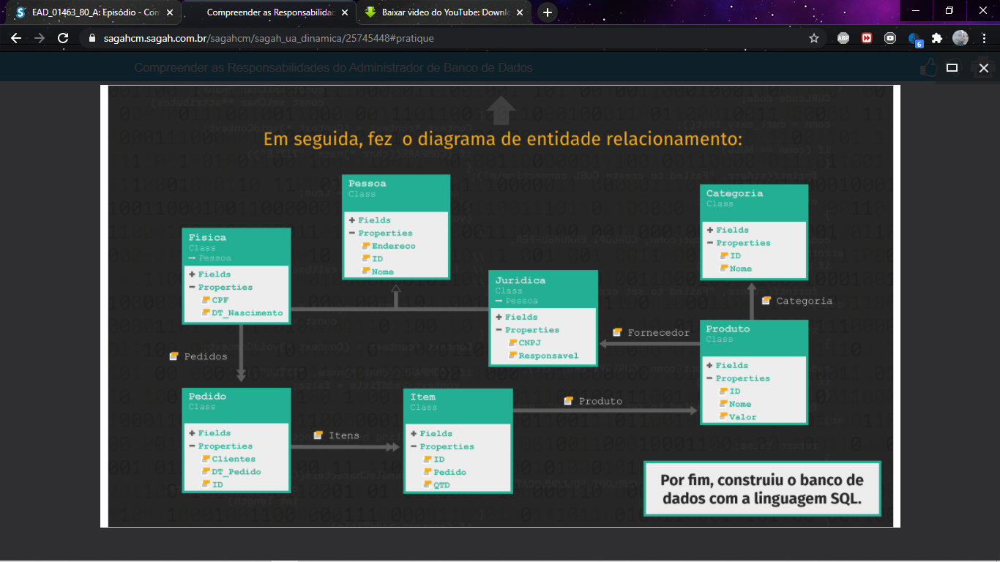 EAD_01463_80_A: Episódio - Con
Compreender as Responsabilidad
Baixar video do YouTube: Downlo
sagahcm.sagah.com.br/sagahcm/sagah_ua_dinamica/25745448#pratique
ABP
6
Compreender as Responsabilidades do Administrador de Banco de Dados
Em seguida, fez o diagrama de entidade relacionamento:
Pessoa
Class
Fields
Properties
Endereco
ID
Nome
Categoria
Class
Fields
Properties
ID
Nome
Física
Class
Pessoa
Fields
Properties
CPF
DT_Nascimento
Juridica
Class
Pessoa
Fields
Properties
CNPJ
Responsavel
Categoria
Fornecedor
Produto
Class
Fields
Properties
ID
Nome
Valor
Pedidos
Pedido
Class
Fields
Properties
Clientes
DT_Pedido
ID
Itens
Item
Class
Fields
Properties
ID
Pedido
QTD
Produto
Por fim, construiu o banco de
dados com a linguagem SQL.